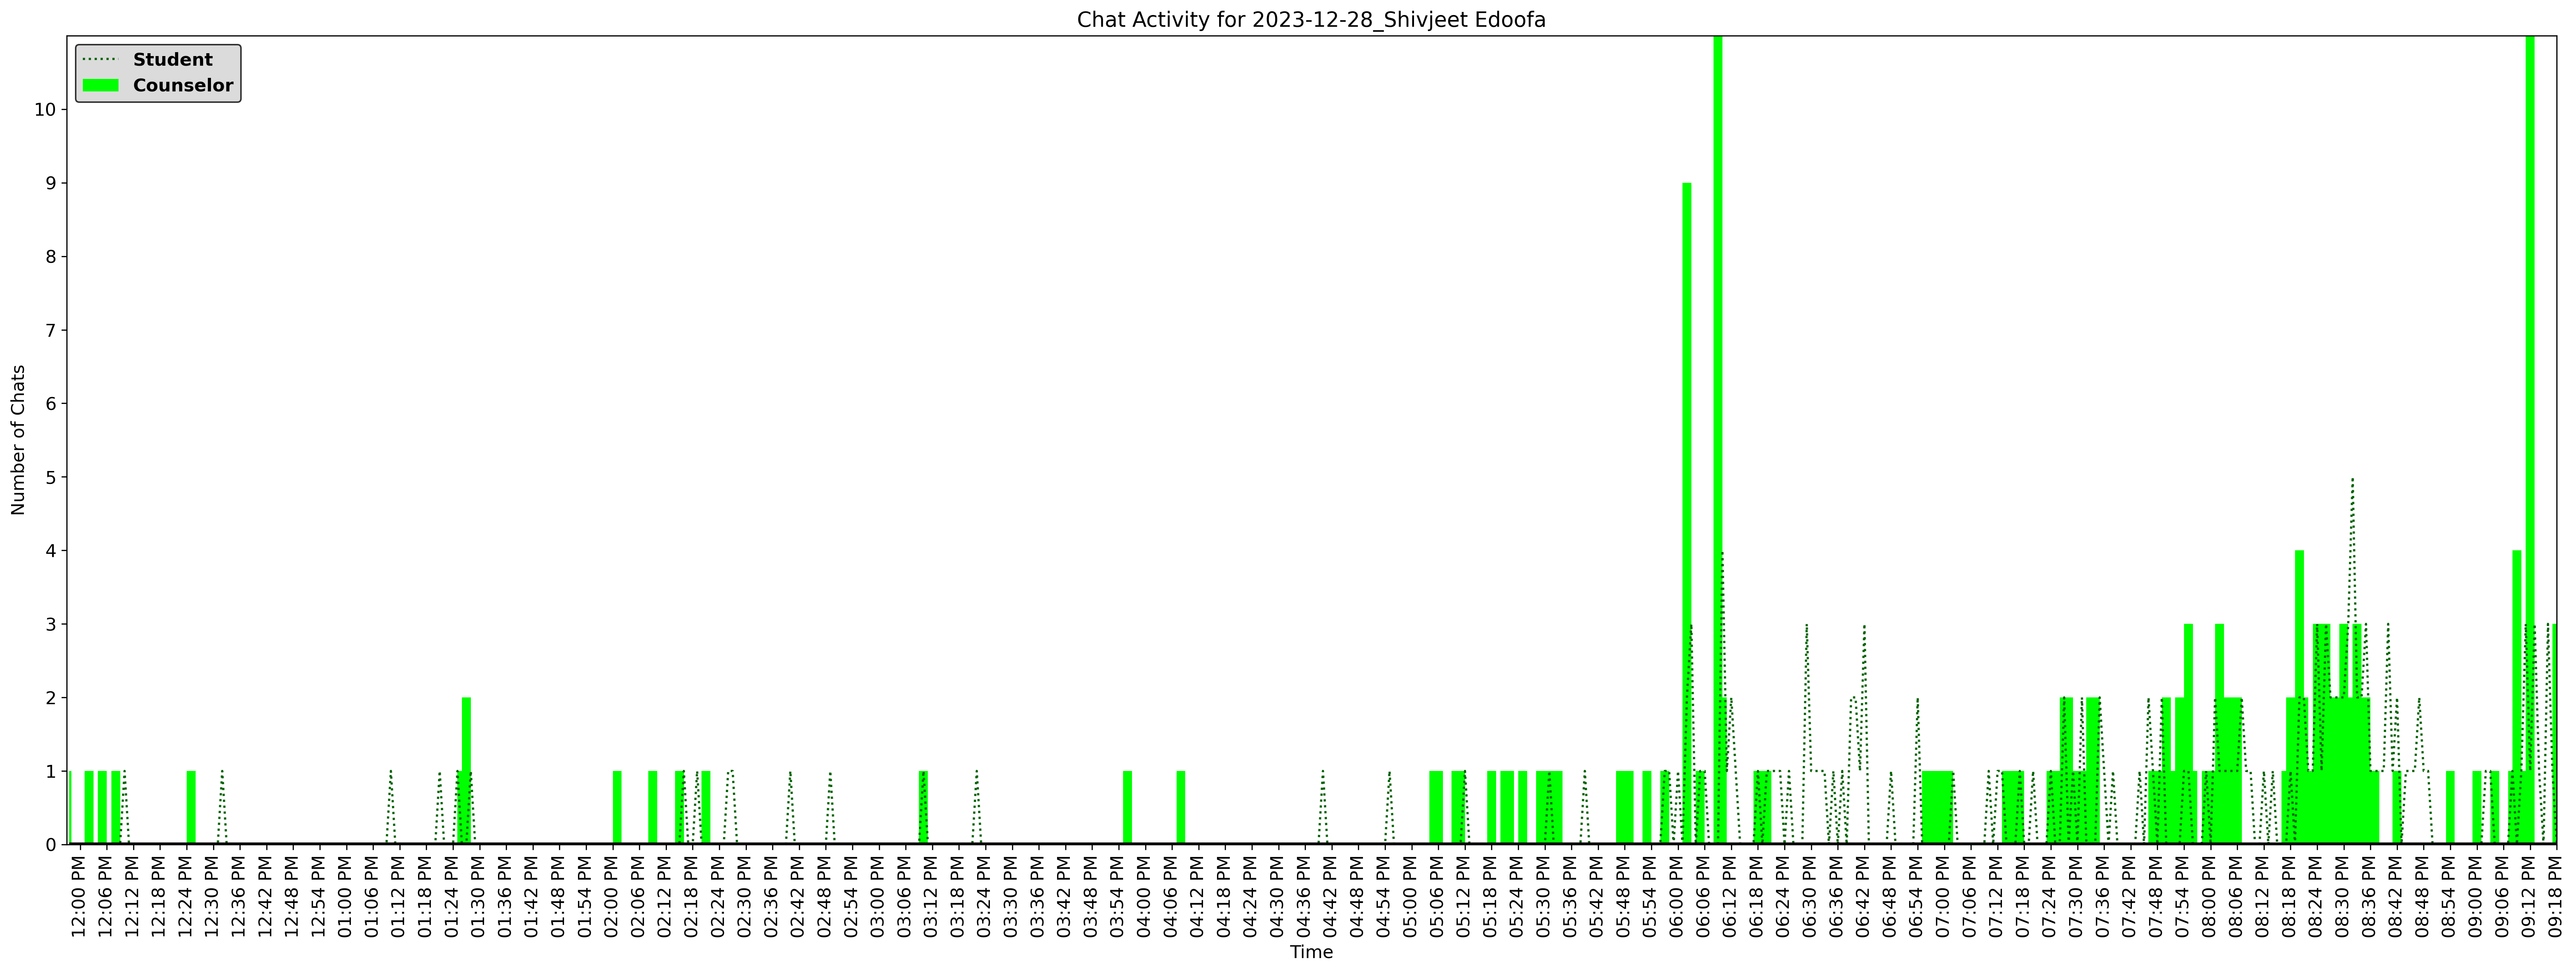 Chat Activity for 2023-12-28_Shivjeet Edoofa
Student
Counselor
Number of Chats
10
9
8
7
6
5
4
3
2
1
0
12:00 PM
12:06 PM
12:12 PM
12:18 PM
12:24 PM
12:30 PM
12:36 PM
12:42 PM
12:48 PM
12:54 PM
01:00 PM
01:06 PM
01:12 PM
01:18 PM
01:24 PM
01:30 PM
01:36 PM
01:42 PM
01:48 PM
01:54 PM
02:00 PM
02:06 PM
02:12 PM
02:18 PM
02:24 PM
02:30 PM
02:36 PM
02:42 PM
02:48 PM
02:54 PM
03:00 PM
03:06 PM
03:12 PM
03:18 PM
03:24 PM
03:30 PM
03:36 PM
03:42 PM
03:48 PM
03:54 PM
04:00 PM
04:06 PM
04:12 PM
04:18 PM
04:24 PM
04:30 PM
04:36 PM
04:42 PM
04:48 PM
04:54 PM
05:00 PM
05:06 PM
05:12 PM
05:18 PM
05:24 PM
05:30 PM
05:36 PM
05:42 PM
05:48 PM
05:54 PM
06:00 PM
06:06 PM
06:12 PM
06:18 PM
06:24 PM
06:30 PM
06:36 PM
06:42 PM
06:48 PM
06:54 PM
07:00 PM
07:06 PM
07:12 PM
07:18 PM
07:24 PM
07:30 PM
07:36 PM
07:42 PM
07:48 PM
07:54 PM
08:00 PM
08:06 PM
08:12 PM
08:18 PM
08:24 PM
08:30 PM
08:36 PM
08:42 PM
08:48 PM
08:54 PM
09:00 PM
09:06 PM
09:12 PM
09:18 PM
Time